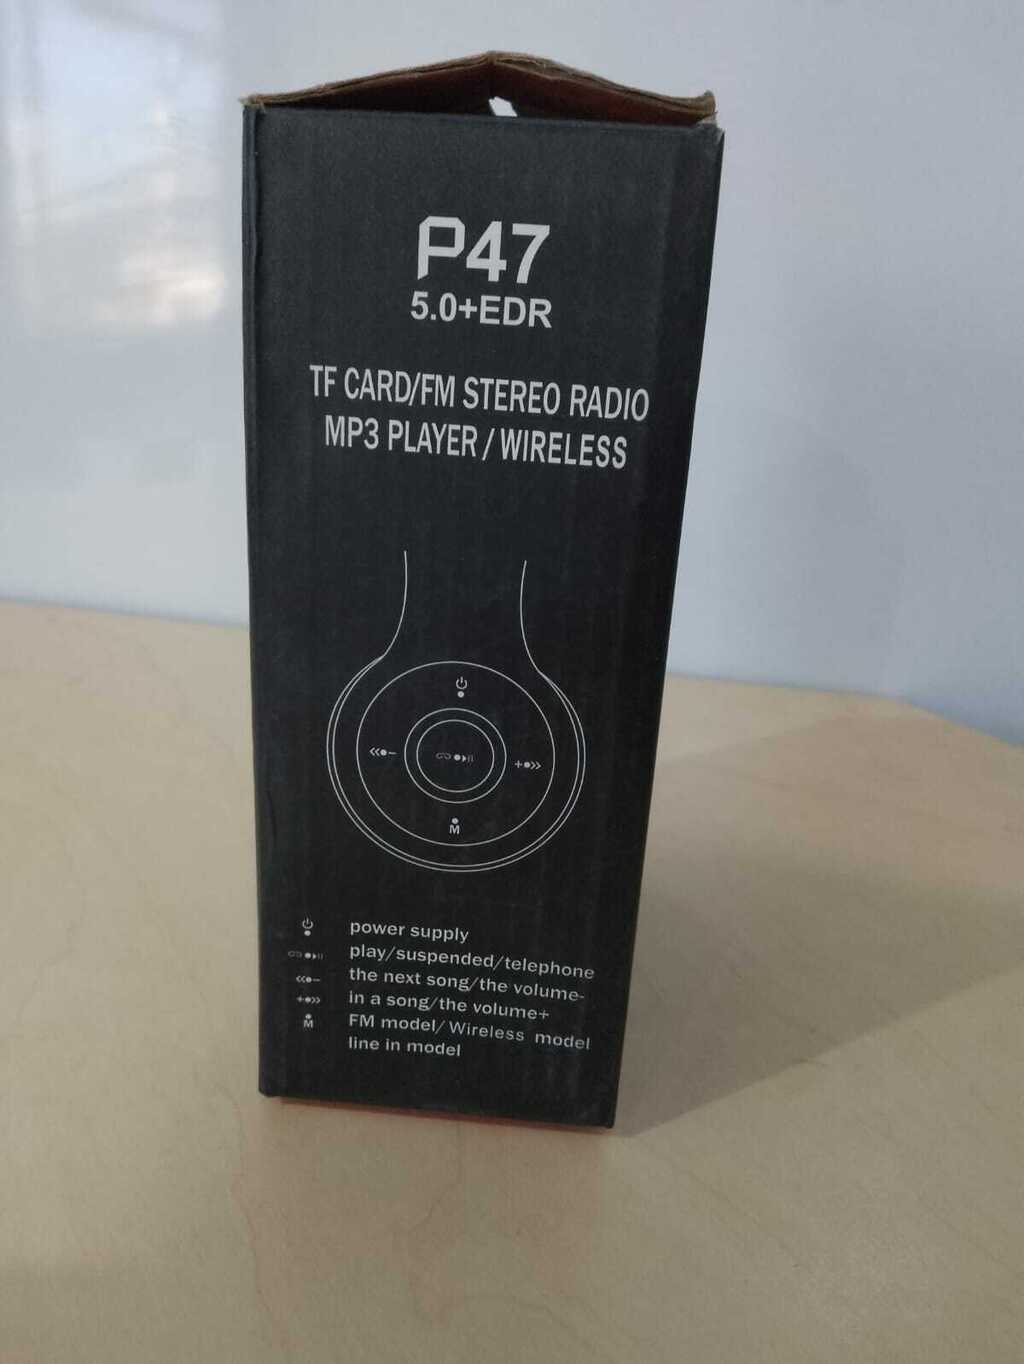 P47
5.0+EDR
TF CARD/FM STEREO RADIO
MP3 PLAYER / WIRELESS
M
power supply
play/suspended/telephone
the next song/the volume-
in a song/the volume+
M FM model/ Wireless model
line in model